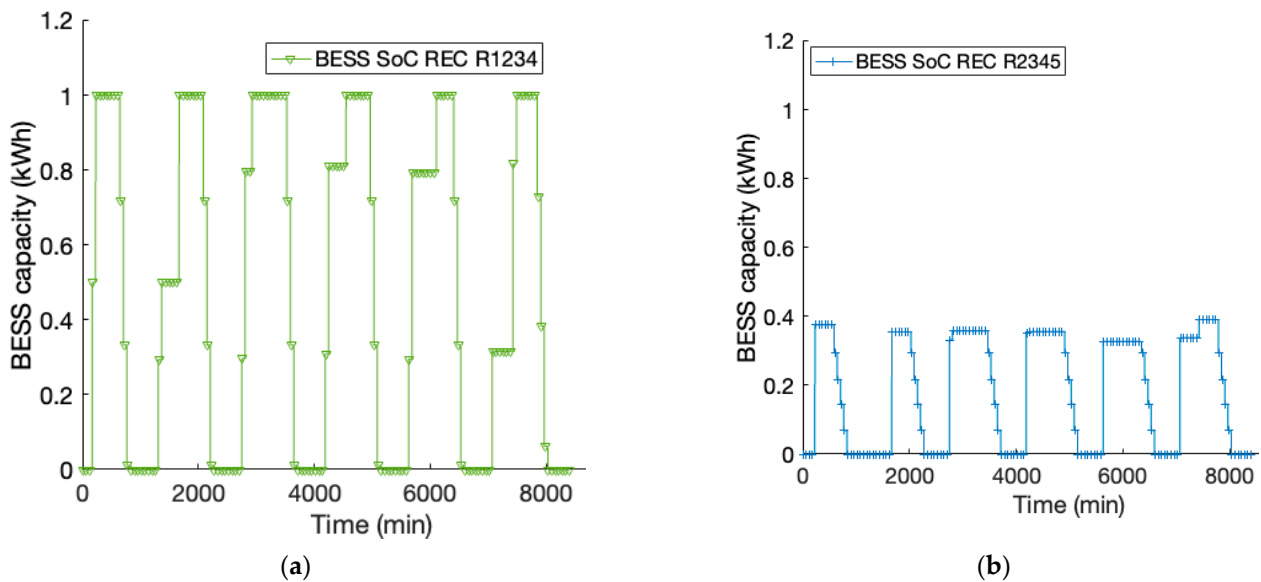 1.2
1
0.8
0.6
0.4
0.2
0
0 2000 4000 6000 8000
BESS capacity (kWh)
Time (min)
BESS SoC REC R1234
(a)
1.2
1
0.8
0.6
0.4
0.2
0
0 2000 4000 6000 8000
BESS capacity (kWh)
Time (min)
BESS SoC REC R2345
(b)